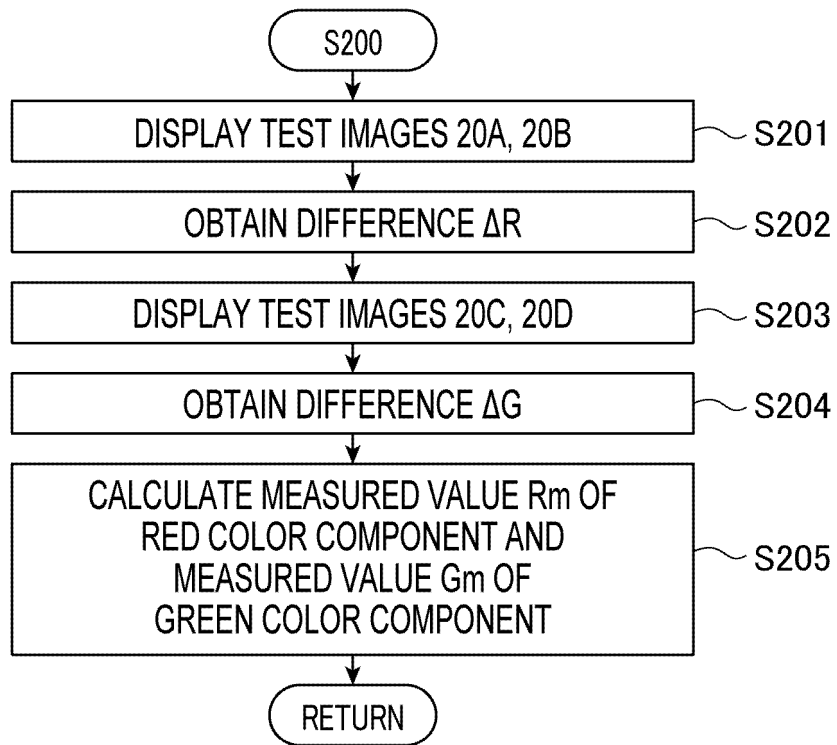 S200
DISPLAY TEST IMAGES 20A, 20B
S201
OBTAIN DIFFERENCE ΔR
S202
DISPLAY TEST IMAGES 20C, 20D
S203
OBTAIN DIFFERENCE ΔG
S204
CALCULATE MEASURED VALUE Rm OF
RED COLOR COMPONENT AND
MEASURED VALUE Gm OF
GREEN COLOR COMPONENT
S205
RETURN